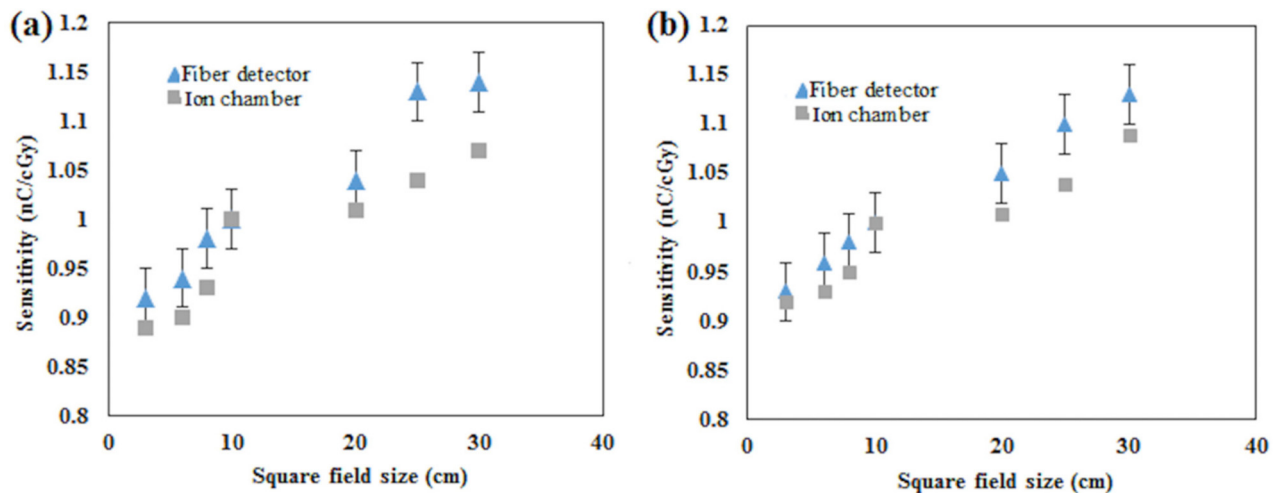 (a)
1.2
1.15
1.1
1.05
1
0.95
0.9
0.85
0.8
Sensitivity (nC/cGy)
Fiber detector
Ion chamber
0
10
20
30
40
Square field size (cm)
(b)
1.2
1.15
1.1
1.05
1
0.95
0.9
0.85
0.8
Sensitivity (nC/cGy)
Fiber detector
Ion chamber
0
10
20
30
40
Square field size (cm)